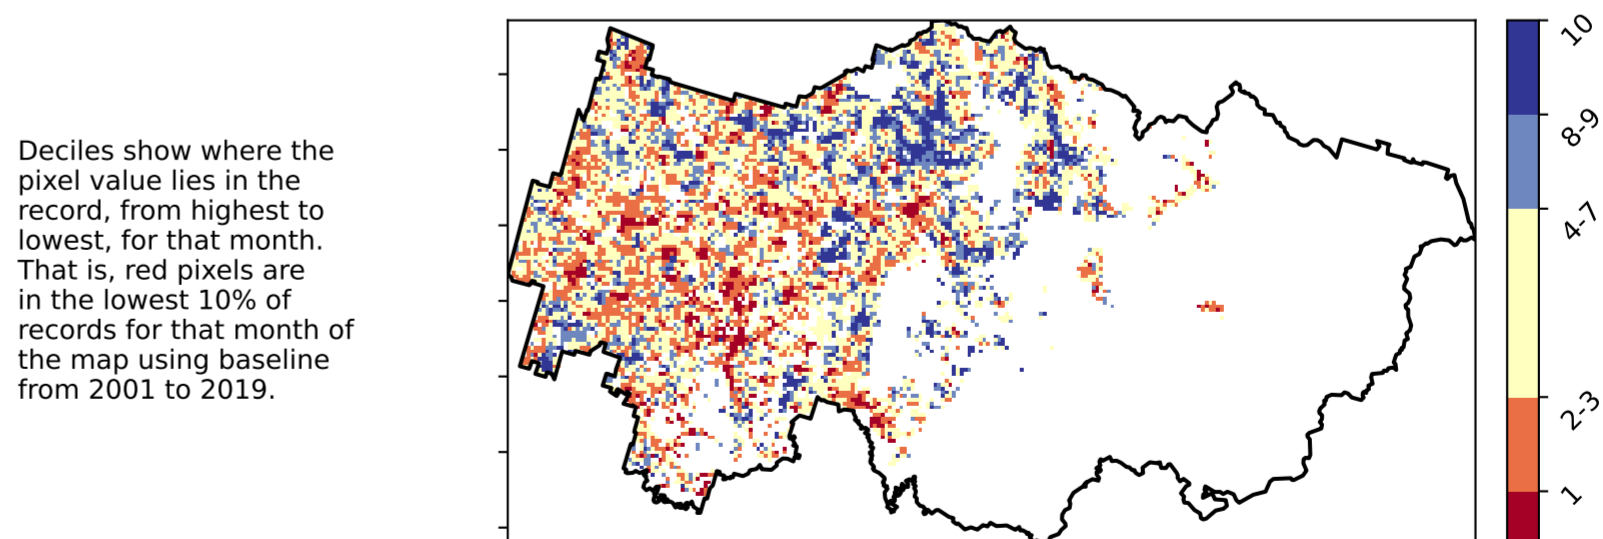 Deciles show where the
pixel value lies in the
record, from highest to
lowest, for that month.
That is, red pixels are
in the lowest 10% of
records for that month of
the map using baseline
from 2001 to 2019.
10
8-9
4-7
2-3
1